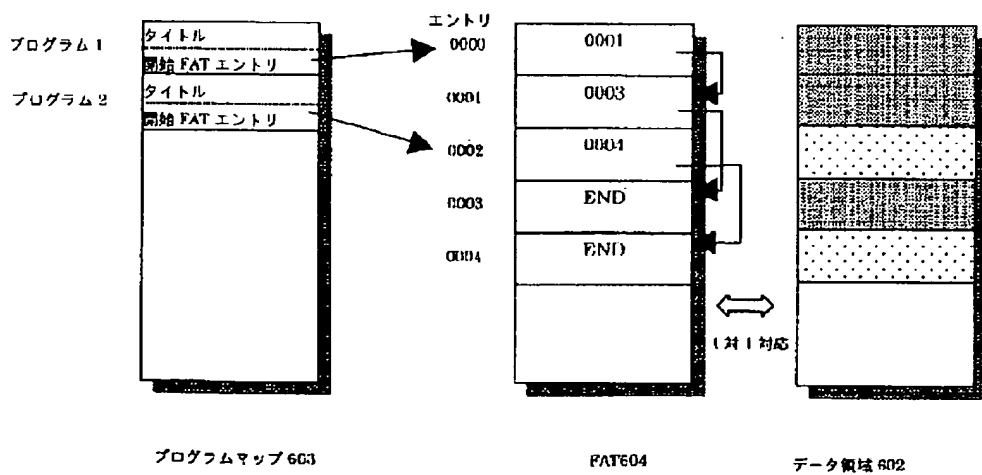 プログラム1
タイトル
開始 FAT エントリ
プログラム2
タイトル
開始 FAT エントリ
エントリ
0000
0001
0002
0003
0004
0001
0003
0004
END
END
1対1対応
プログラムマップ 603
FAT604
データ領域 602